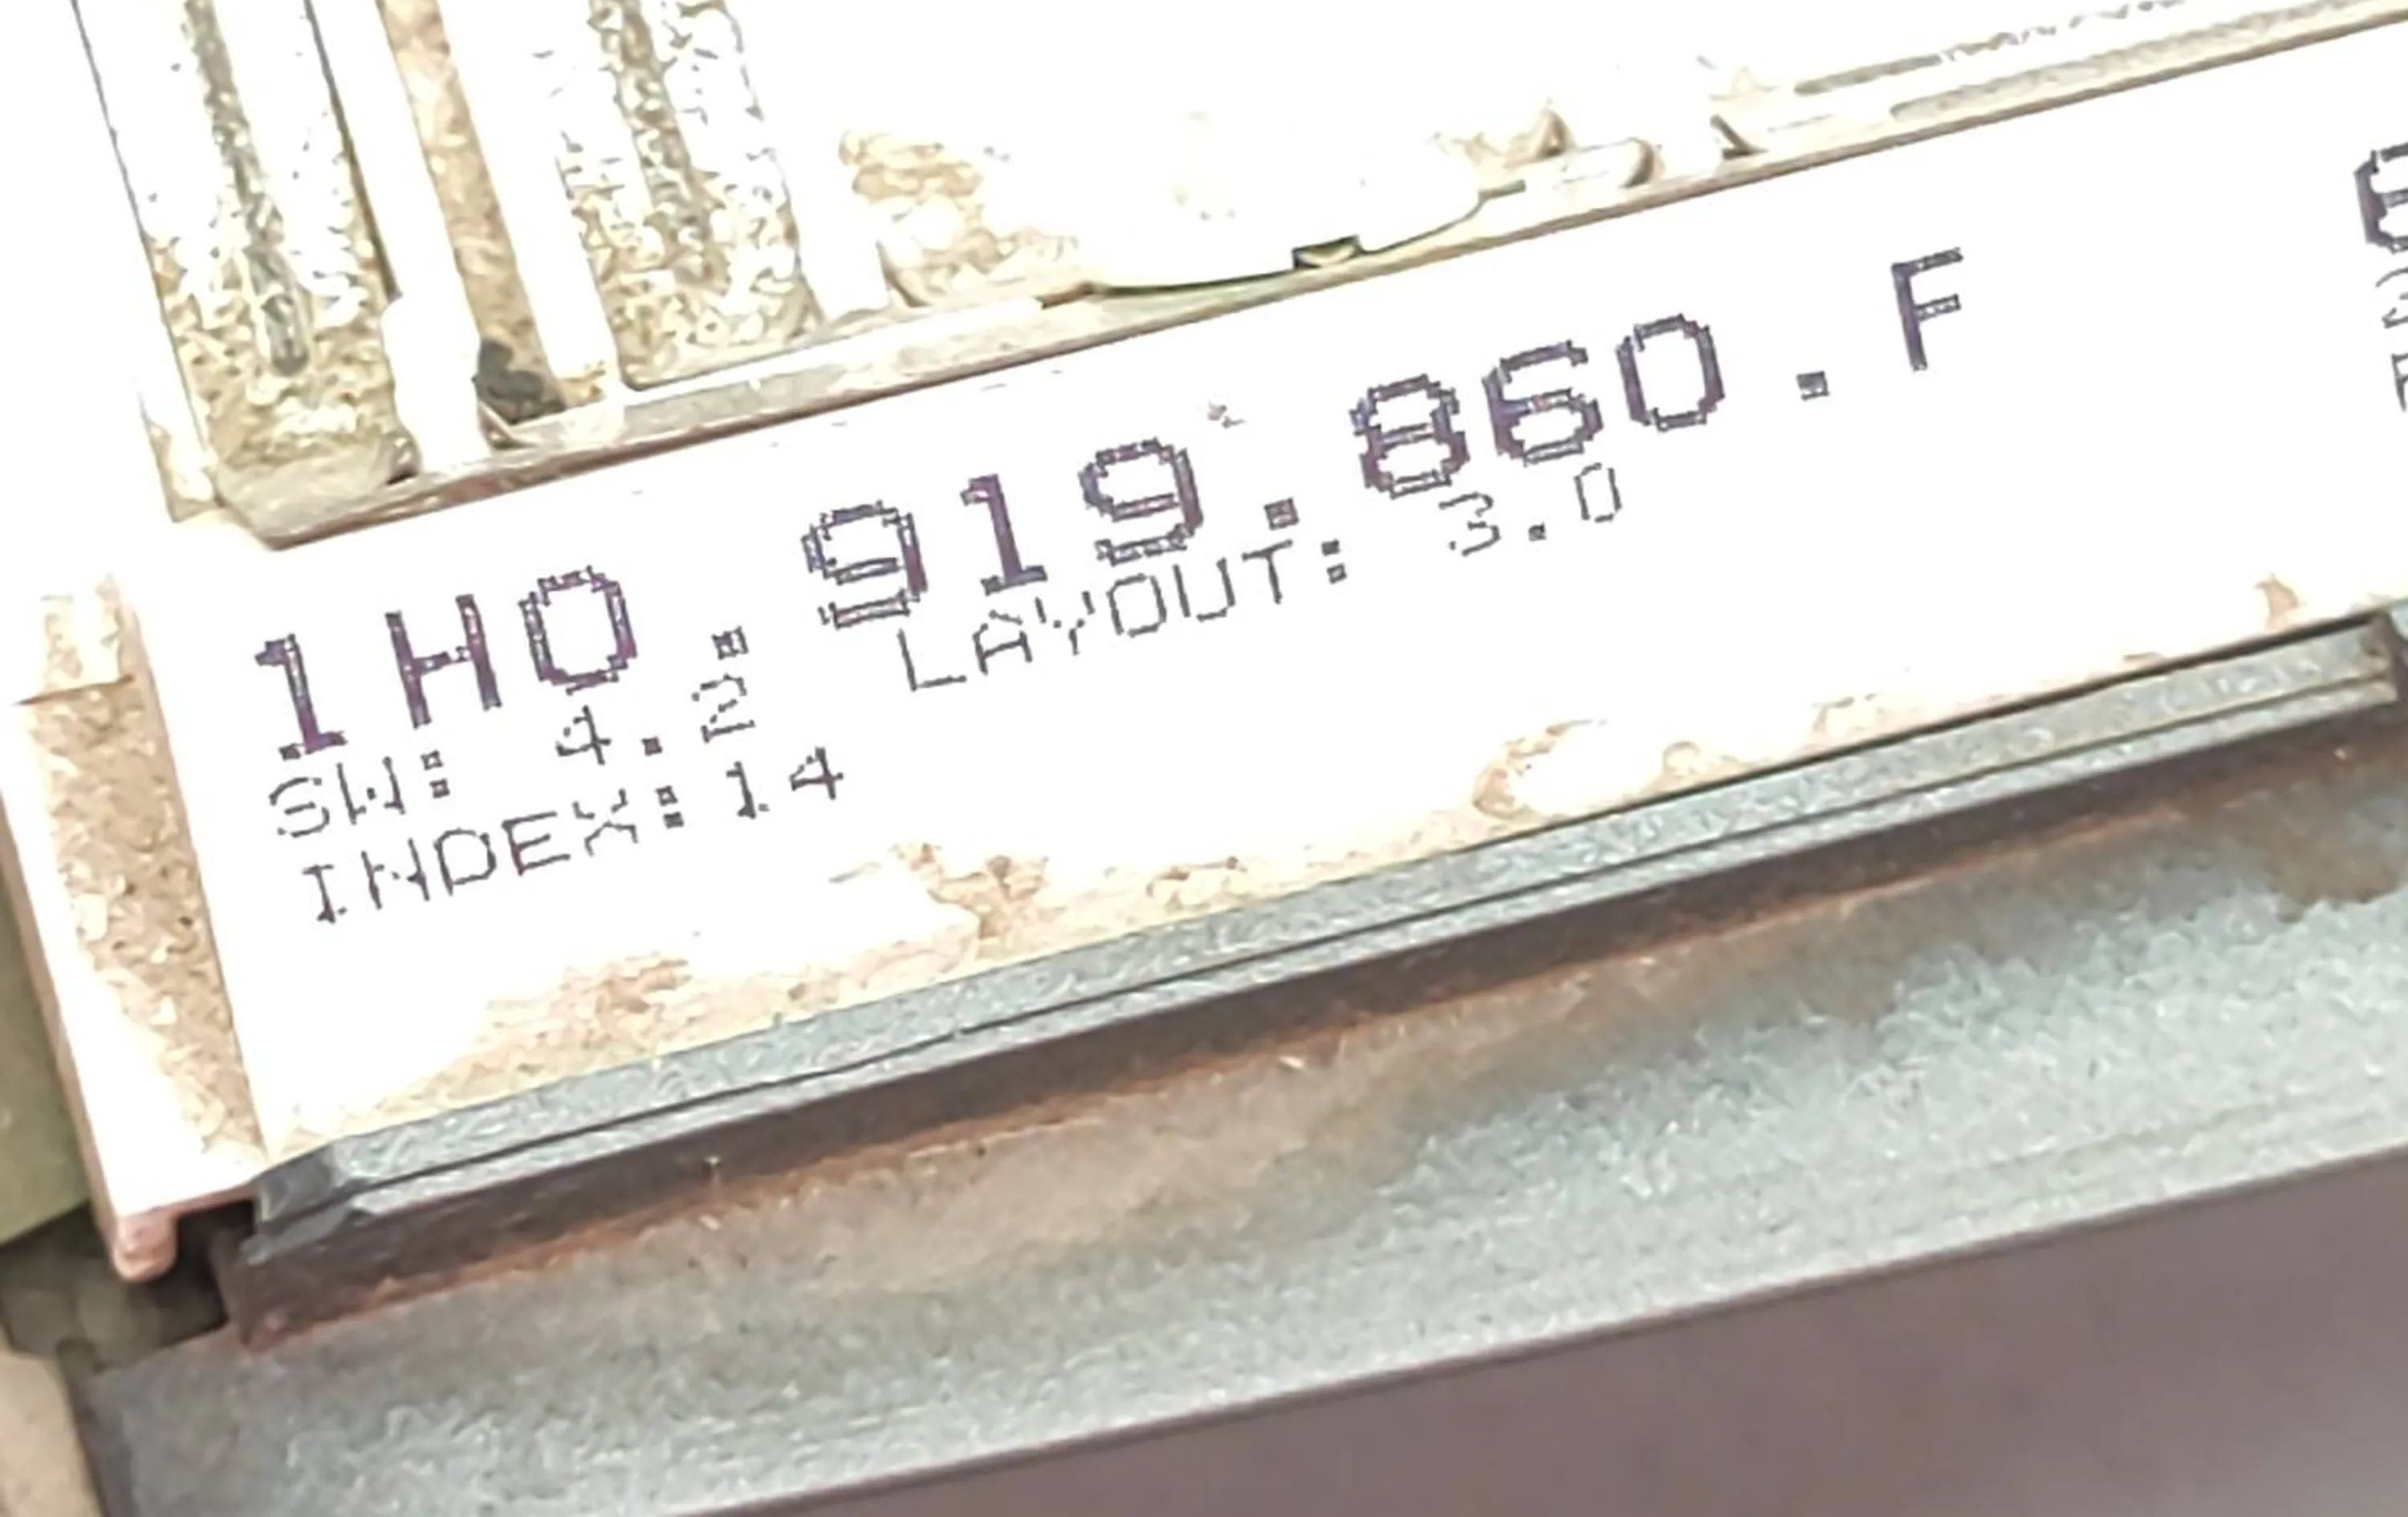 1H0.919.860.F
SW: 4.2 LAYOUT: 3.0
INDEX:14